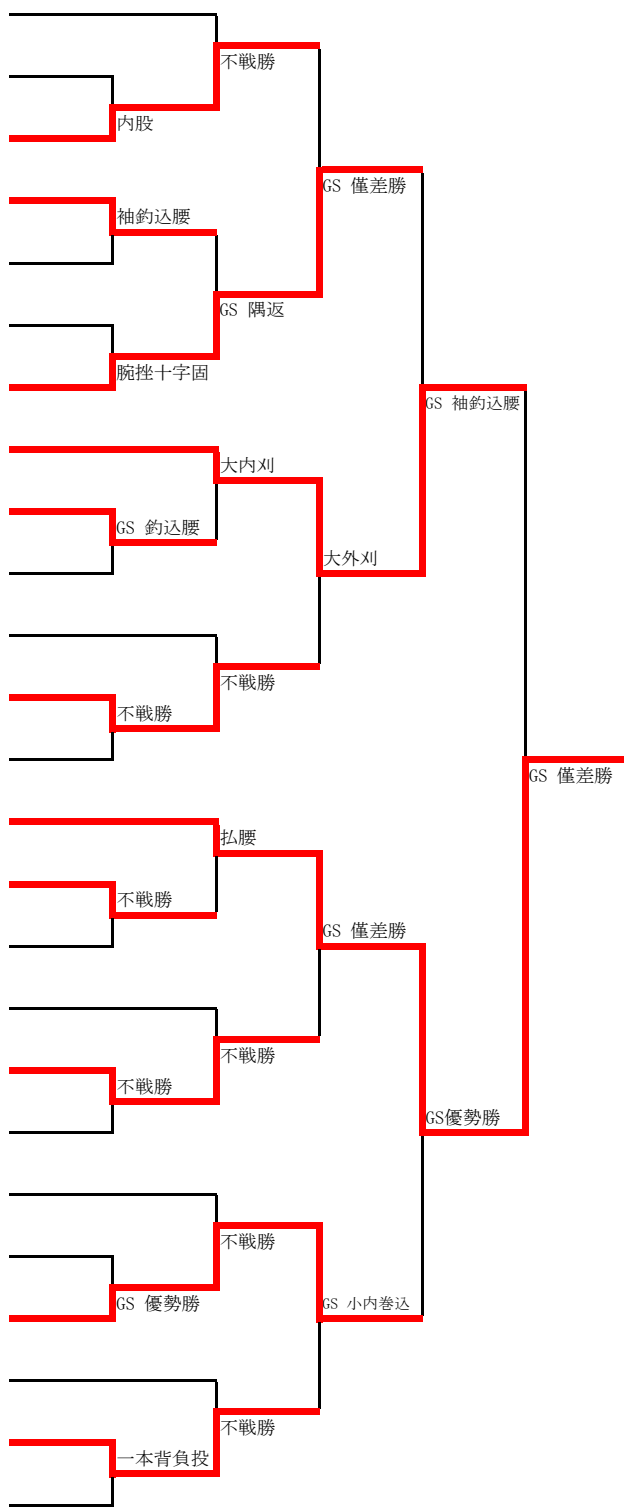 不戦勝
内股
GS 僅差勝
袖釣込腰
GS 隅返
腕挫十字固
GS 袖釣込腰
大内刈
GS 釣込腰
大外刈
不戦勝
不戦勝
GS 僅差勝
払腰
不戦勝
GS 僅差勝
不戦勝
不戦勝
GS優勢勝
不戦勝
GS 優勢勝
GS 小内巻込
不戦勝
一本背負投